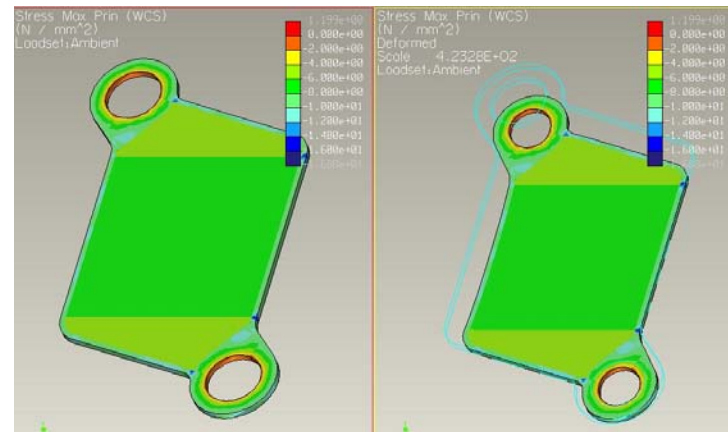 Stress Max Prin (WCS)
(N / mm^2)
Loadset:Ambient
1.199e+00
0.000e+00
-2.000e+00
-4.000e+00
-6.000e+00
-8.000e+00
-1.000e+01
-1.200e+01
-1.400e+01
-1.600e+01
Stress Max Prin (WCS)
(N / mm^2)
Deformed
Scale 4.2328E+02
Loadset:Ambient
1.199e+00
0.000e+00
-2.000e+00
-4.000e+00
-6.000e+00
-8.000e+00
-1.000e+01
-1.200e+01
-1.400e+01
-1.600e+01